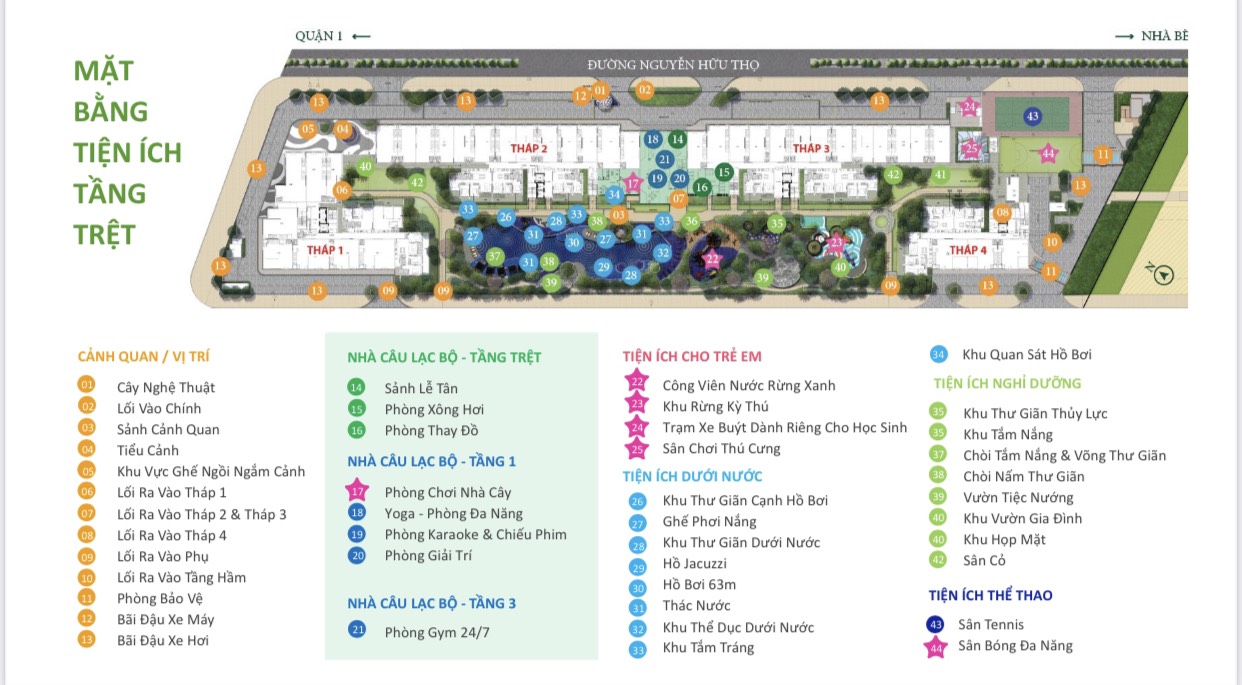 QUẬN 1 ←
→ NHÀ BÈ
ĐƯỜNG NGUYỄN HỮU THỌ
MẶT
BẰNG
TIỆN ÍCH
TẦNG
TRỆT
13
13
12
01
02
13
24
43
05
04
THÁP 2
18
14
THÁP 3
25
44
11
13
40
42
21
19
20
17
15
16
42
41
13
06
34
07
33
26
28
33
38
03
33
36
35
08
27
31
30
27
31
32
23
10
THÁP 1
THÁP 4
37
31
38
29
28
22
40
13
39
39
11
N
13
09
09
09
13
CẢNH QUAN / VỊ TRÍ
01 Cây Nghệ Thuật
02 Lối Vào Chính
03 Sảnh Cảnh Quan
04 Tiểu Cảnh
05 Khu Vực Ghế Ngồi Ngắm Cảnh
06 Lối Ra Vào Tháp 1
07 Lối Ra Vào Tháp 2 & Tháp 3
08 Lối Ra Vào Tháp 4
09 Lối Ra Vào Phụ
10 Lối Ra Vào Tầng Hầm
11 Phòng Bảo Vệ
12 Bãi Đậu Xe Máy
13 Bãi Đậu Xe Hơi
NHÀ CÂU LẠC BỘ - TẦNG TRỆT
14 Sảnh Lễ Tân
15 Phòng Xông Hơi
16 Phòng Thay Đồ
NHÀ CÂU LẠC BỘ - TẦNG 1
17 Phòng Chơi Nhà Cây
18 Yoga - Phòng Đa Năng
19 Phòng Karaoke & Chiếu Phim
20 Phòng Giải Trí
NHÀ CÂU LẠC BỘ - TẦNG 3
21 Phòng Gym 24/7
TIỆN ÍCH CHO TRẺ EM
22 Công Viên Nước Rừng Xanh
23 Khu Rừng Kỳ Thú
24 Trạm Xe Buýt Dành Riêng Cho Học Sinh
25 Sân Chơi Thú Cưng
TIỆN ÍCH DƯỚI NƯỚC
26 Khu Thư Giãn Cạnh Hồ Bơi
27 Ghế Phơi Nắng
28 Khu Thư Giãn Dưới Nước
29 Hồ Jacuzzi
30 Hồ Bơi 63m
31 Thác Nước
32 Khu Thể Dục Dưới Nước
33 Khu Tắm Tráng
34 Khu Quan Sát Hồ Bơi
TIỆN ÍCH NGHỈ DƯỠNG
35 Khu Thư Giãn Thủy Lực
35 Khu Tắm Nắng
37 Chòi Tắm Nắng & Võng Thư Giãn
38 Chòi Nấm Thư Giãn
39 Vườn Tiệc Nướng
40 Khu Vườn Gia Đình
40 Khu Họp Mặt
42 Sân Cỏ
TIỆN ÍCH THỂ THAO
43 Sân Tennis
44 Sân Bóng Đa Năng